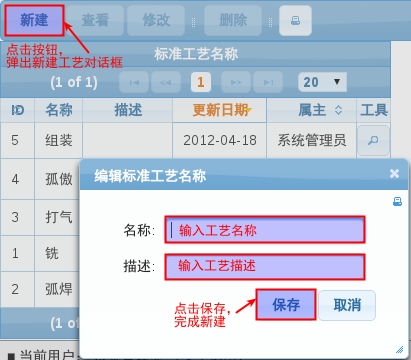 新建 查看 修改 删除
点击按钮，
弹出新建工艺对话框
标准工艺名称
(1 of 1) 1 20
ID 名称 描述 更新日期 属主 工具
5 组装 2012-04-18 系统管理员
4 孤傲
3 打气
1 铣
2 弧焊
编辑标准工艺名称
名称: 输入工艺名称
描述: 输入工艺描述
点击保存，
完成新建
保存 取消
(1 of
■ 当前用户: